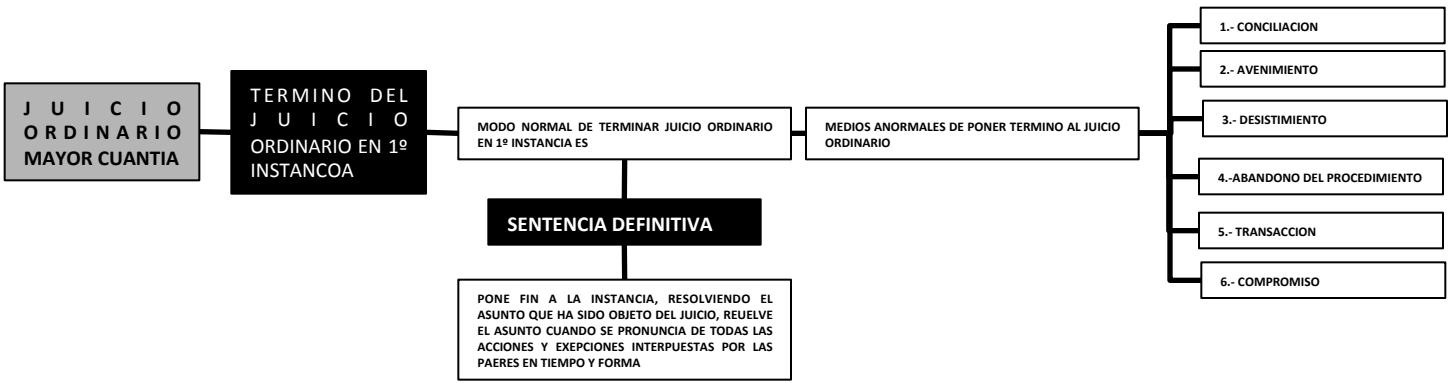 JUICIO
ORDINARIO
MAYOR CUANTIA
TERMINO DEL
JUICIO
ORDINARIO EN 1º
INSTANCOA
MODO NORMAL DE TERMINAR JUICIO ORDINARIO
EN 1º INSTANCIA ES
SENTENCIA DEFINITIVA
PONE FIN A LA INSTANCIA, RESOLVIENDO EL
ASUNTO QUE HA SIDO OBJETO DEL JUICIO, REUELVE
EL ASUNTO CUANDO SE PRONUNCIA DE TODAS LAS
ACCIONES Y EXEPCIONES INTERPUESTAS POR LAS
PAERES EN TIEMPO Y FORMA
MEDIOS ANORMALES DE PONER TERMINO AL JUICIO
ORDINARIO
1.- CONCILIACION
2.- AVENIMIENTO
3.- DESISTIMIENTO
4.-ABANDONO DEL PROCEDIMIENTO
5.- TRANSACCION
6.- COMPROMISO